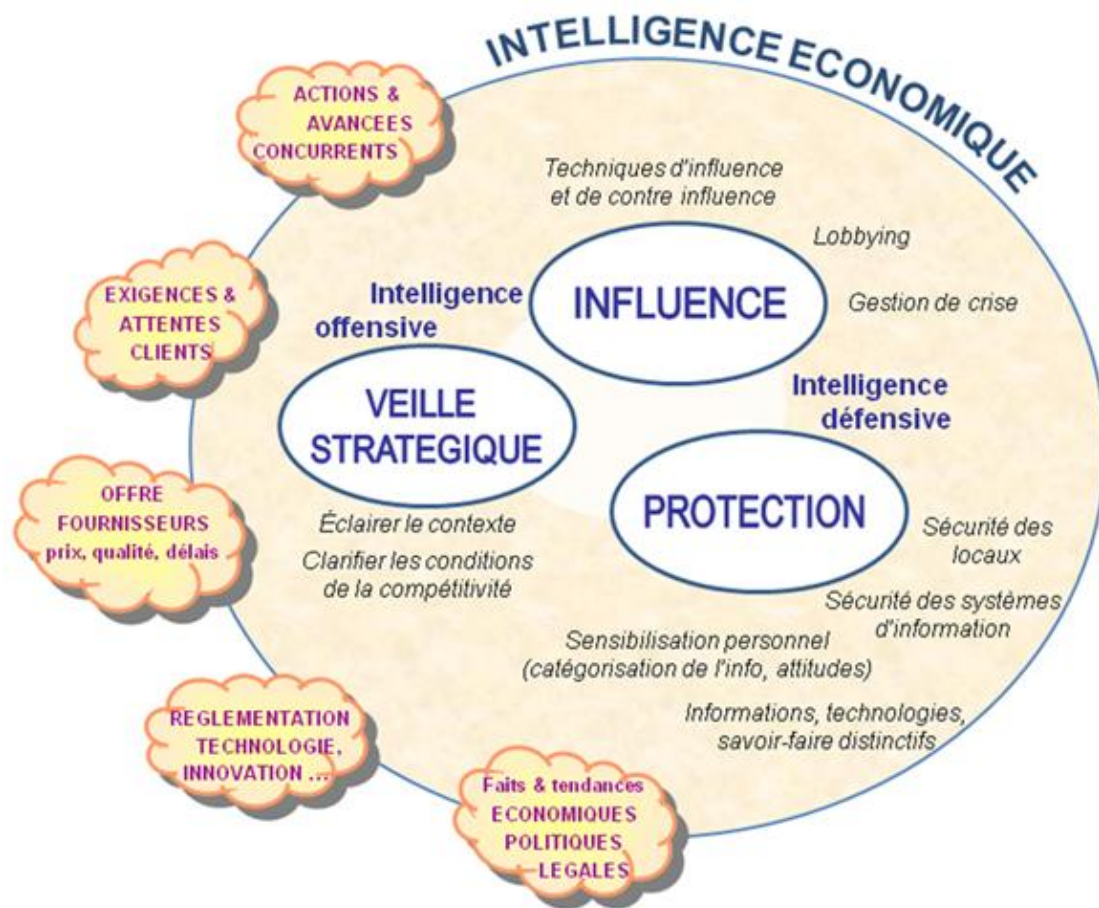 INTELLIGENCE ECONOMIQUE
ACTIONS &
AVANCEES
CONCURRENTS
Techniques d'influence
et de contre influence
Lobbying
EXIGENCES &
ATTENTES
CLIENTS
Intelligence
offensive
INFLUENCE
Gestion de crise
VEILLE
STRATEGIQUE
Intelligence
défensive
OFFRE
FOURNISSEURS
prix, qualité, délais
Éclairer le contexte
Clarifier les conditions
de la compétitivité
PROTECTION
Sécurité des
locaux
Sécurité des systèmes
d'information
Sensibilisation personnel
(catégorisation de l'info, attitudes)
Informations, technologies,
savoir-faire distinctifs
REGLEMENTATION
TECHNOLOGIE,
INNOVATION ...
Faits & tendances
ECONOMIQUES
POLITIQUES
LEGALES